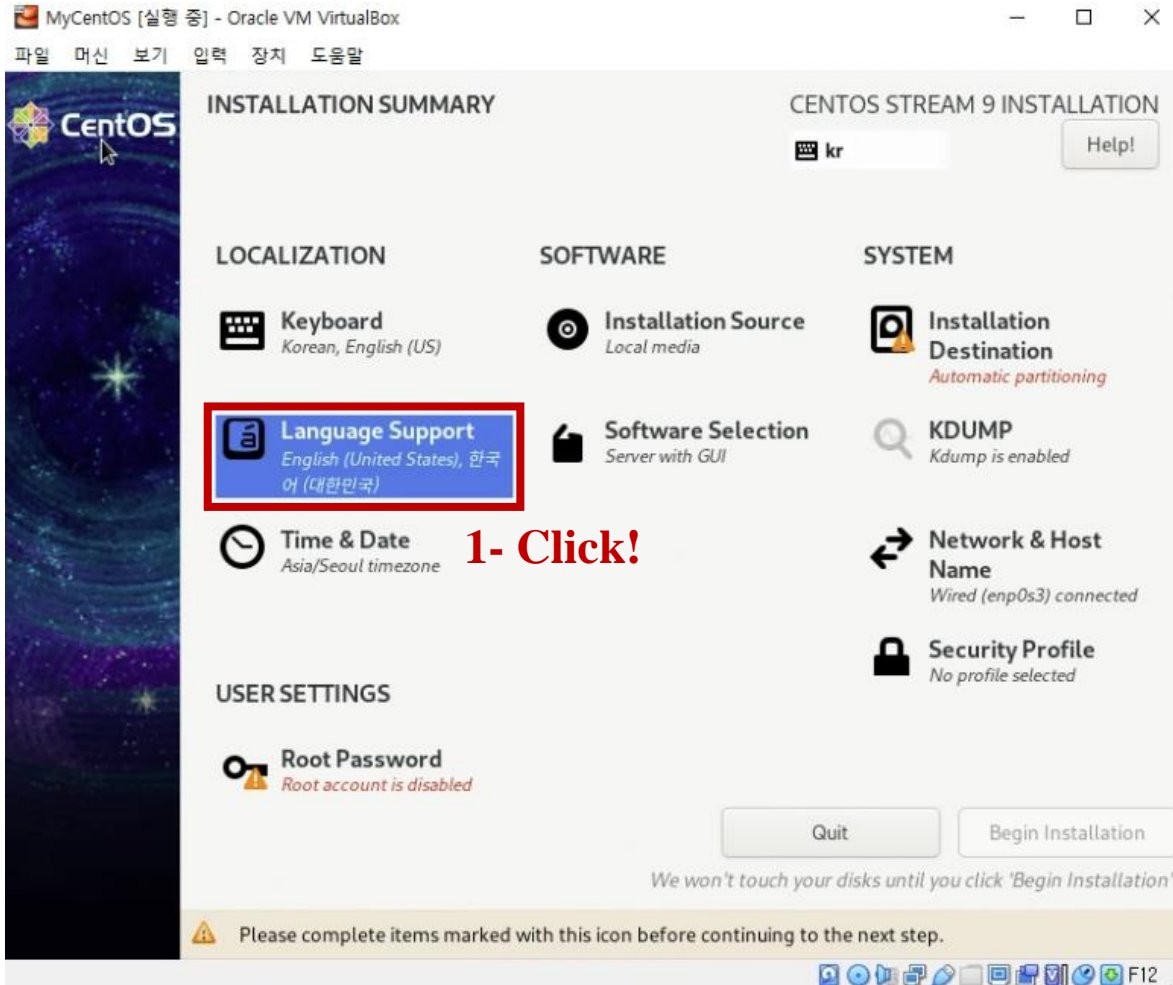 MyCentOS [실행 중] - Oracle VM VirtualBox
파일 머신 보기 입력 장치 도움말
CentOS
INSTALLATION SUMMARY
CENTOS STREAM 9 INSTALLATION
kr
Help!
LOCALIZATION
Keyboard
Korean, English (US)
Language Support
English (United States), 한국
어 (대한민국)
Time & Date
Asia/Seoul timezone
1- Click!
SOFTWARE
Installation Source
Local media
Software Selection
Server with GUI
SYSTEM
Installation
Destination
Automatic partitioning
KDUMP
Kdump is enabled
Network & Host
Name
Wired (enp0s3) connected
Security Profile
No profile selected
USER SETTINGS
Root Password
Root account is disabled
Quit
Begin Installation
We won't touch your disks until you click 'Begin Installation'
Please complete items marked with this icon before continuing to the next step.
F12